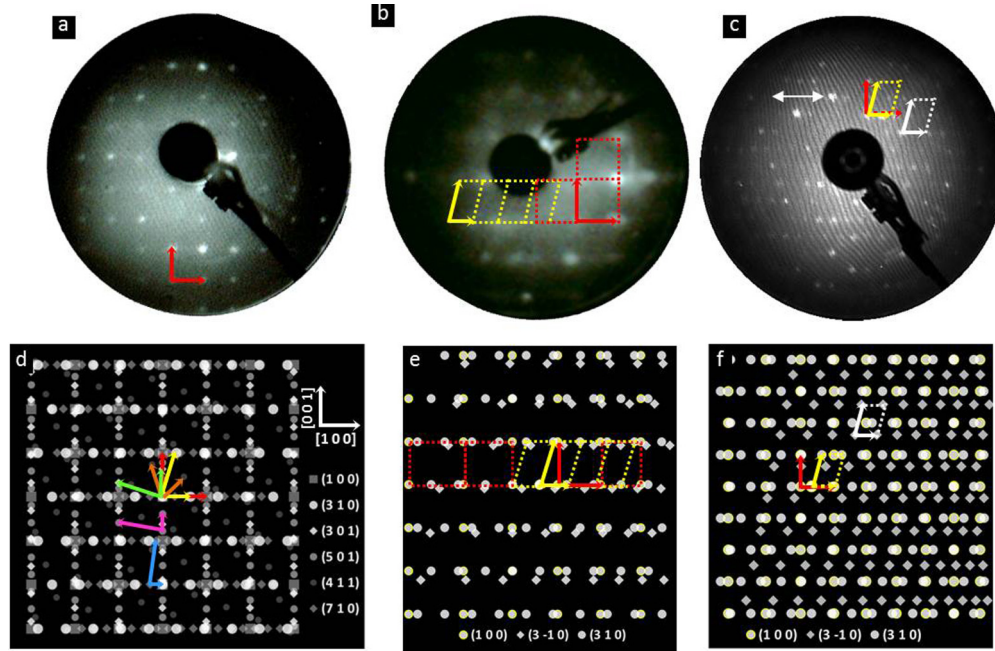 a
b
c
d
[0 0 1]
[1 0 0]
(1 0 0)
(3 1 0)
(3 0 1)
(5 0 1)
(4 1 1)
(7 1 0)
e
(1 0 0) (3 -1 0) (3 1 0)
f
(1 0 0) (3 -1 0) (3 1 0)